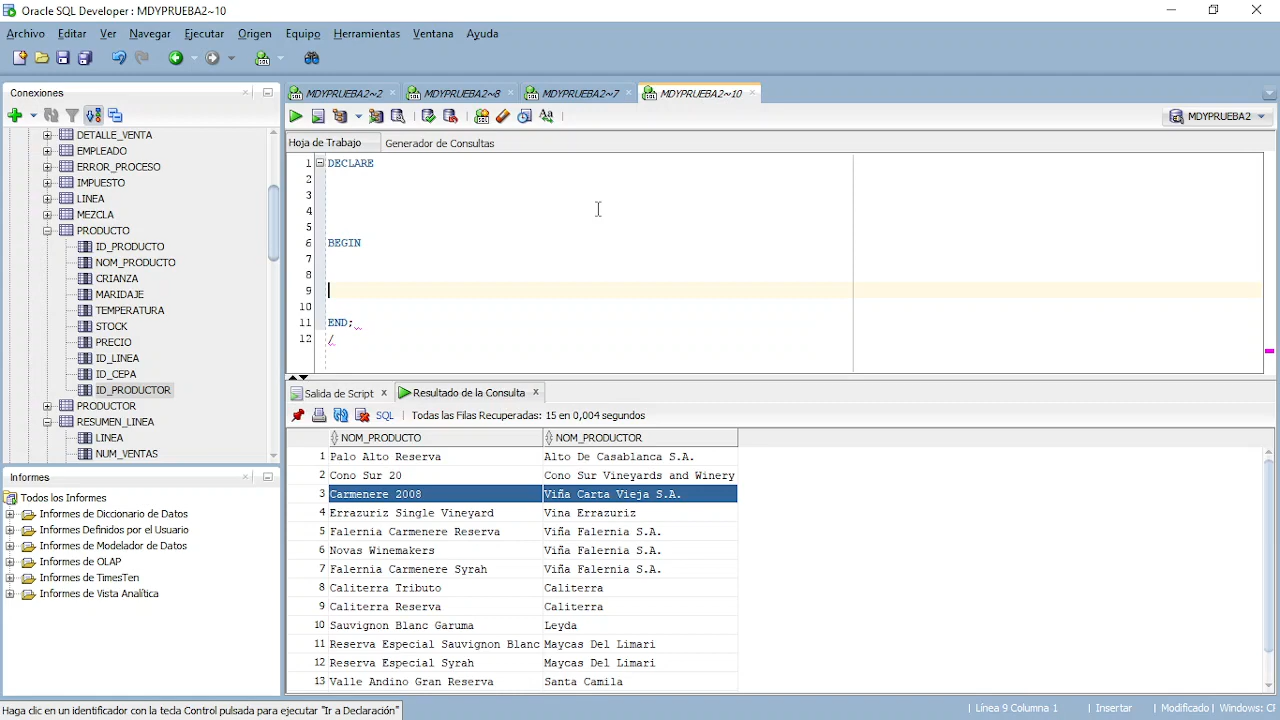 Oracle SQL Developer : MDYPRUEBA2~10
Archivo Editar Ver Navegar Ejecutar Origen Equipo Herramientas Ventana Ayuda
Conexiones
DETALLE_VENTA
EMPLEADO
ERROR_PROCESO
IMPUESTO
LINEA
MEZCLA
PRODUCTO
ID_PRODUCTO
NOM_PRODUCTO
CRIANZA
MARIDAJE
TEMPERATURA
STOCK
PRECIO
ID_LINEA
ID_CEPA
ID_PRODUCTOR
PRODUCTOR
RESUMEN_LINEA
LINEA
NUM_VENTAS
Informes
Todos los Informes
Informes de Diccionario de Datos
Informes Definidos por el Usuario
Informes de Modelador de Datos
Informes de OLAP
Informes de TimesTen
Informes de Vista Analítica
MDYPRUEBA2~2 MDYPRUEBA2~8 MDYPRUEBA2~7 MDYPRUEBA2~10
MDYPRUEBA2
Hoja de Trabajo Generador de Consultas
1 DECLARE
2
3
4
5
6 BEGIN
7
8
9
10
11 END;
12 /
Salida de Script Resultado de la Consulta
SQL Todas las Filas Recuperadas: 15 en 0,004 segundos
NOM_PRODUCTO NOM_PRODUCTOR
1 Palo Alto Reserva Alto De Casablanca S.A.
2 Cono Sur 20 Cono Sur Vineyards and Winery
3 Carmenere 2008 Viña Carta Vieja S.A.
4 Errazuriz Single Vineyard Vina Errazuriz
5 Falernia Carmenere Reserva Viña Falernia S.A.
6 Novas Winemakers Viña Falernia S.A.
7 Falernia Carmenere Syrah Viña Falernia S.A.
8 Caliterra Tributo Caliterra
9 Caliterra Reserva Caliterra
10 Sauvignon Blanc Garuma Leyda
11 Reserva Especial Sauvignon Blanc Maycas Del Limari
12 Reserva Especial Syrah Maycas Del Limari
13 Valle Andino Gran Reserva Santa Camila
Haga clic en un identificador con la tecla Control pulsada para ejecutar "Ir a Declaración"
Línea 9 Columna 1 Insertar Modificado Windows: CF